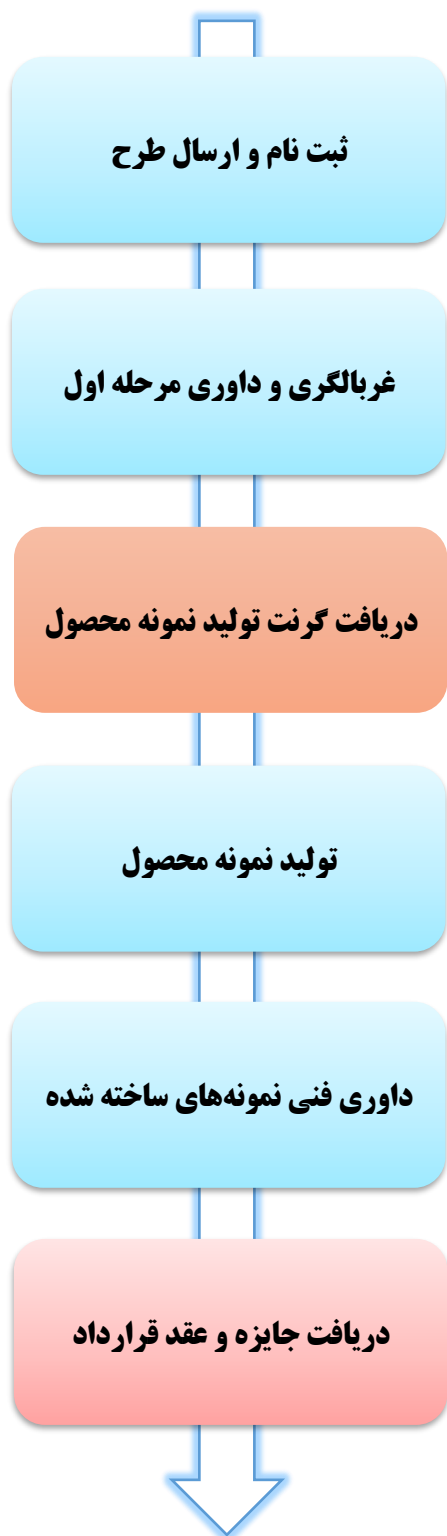 ثبت نام و ارسال طرح
غربالگری و داوری مرحله اول
دریافت گرنت تولید نمونه محصول
تولید نمونه محصول
داوری فنی نمونه‌های ساخته شده
دریافت جایزه و عقد قرارداد